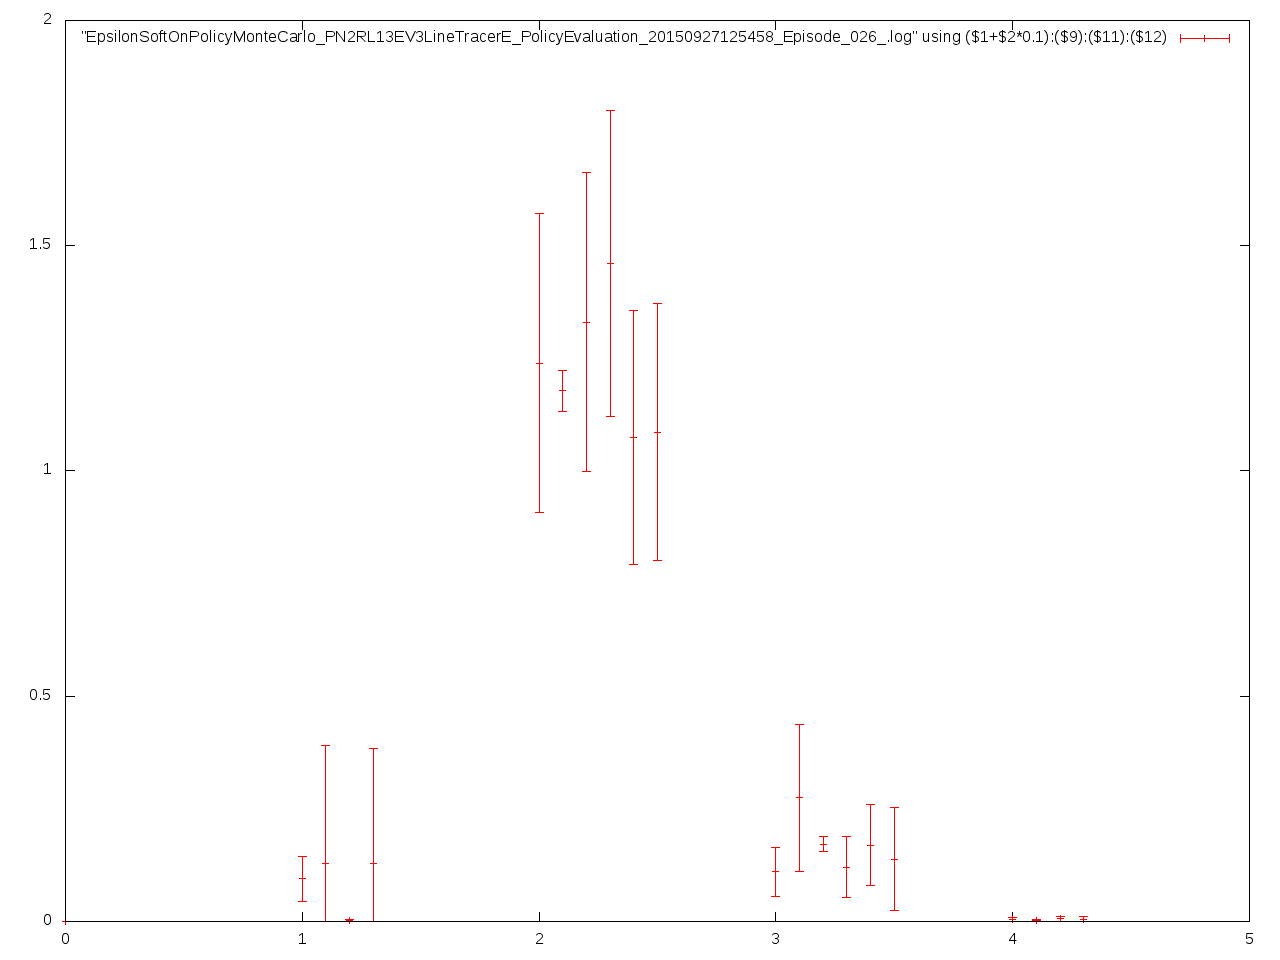 2
"EpsilonSoftOnPolicyMonteCarlo_PN2RL13EV3LineTracerE_PolicyEvaluation_20150927125458_Episode_026_.log" using ($1+$2*0.1):($9):($11):($12)
1.5
1
0.5
0
0 1 2 3 4 5